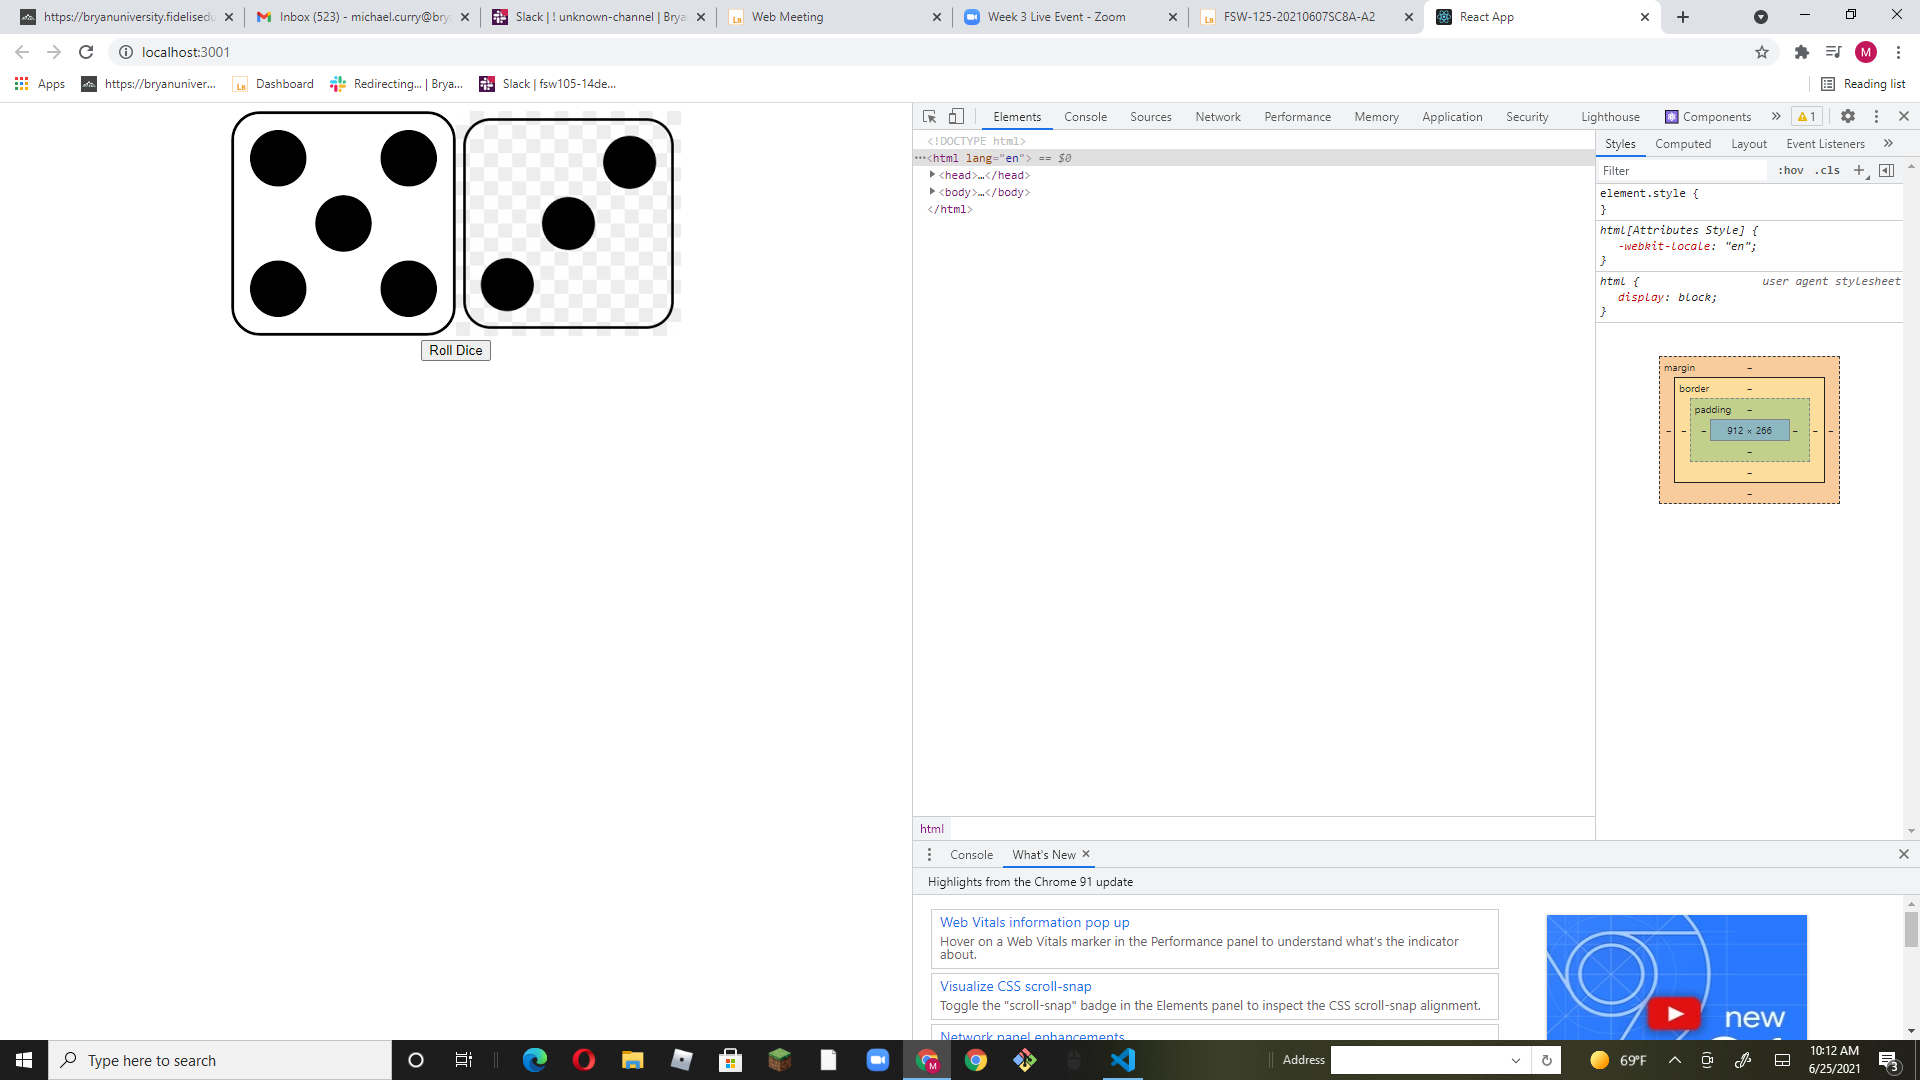 https://bryanuniversity.fidelisedu
Inbox (523) - michael.curry@bry
Slack | ! unknown-channel | Brya
Web Meeting
Week 3 Live Event - Zoom
FSW-125-20210607SC8A-A2
React App
localhost:3001
M
Apps
https://bryanuniver...
Dashboard
Redirecting... | Brya...
Slack | fsw105-14de...
Reading list
Elements
Console
Sources
Network
Performance
Memory
Application
Security
Lighthouse
Components
1
<!DOCTYPE html>
<html lang="en"> == $0
<head>…</head>
<body>…</body>
</html>
Styles
Computed
Layout
Event Listeners
Filter
:hov
.cls
element.style {
}
html[Attributes Style] {
-webkit-locale: "en";
}
html {
user agent stylesheet
display: block;
}
margin
border
padding
912 × 266
Roll Dice
html
Console
What's New
Highlights from the Chrome 91 update
Web Vitals information pop up
Hover on a Web Vitals marker in the Performance panel to understand what's the indicator
about.
Visualize CSS scroll-snap
Toggle the "scroll-snap" badge in the Elements panel to inspect the CSS scroll-snap alignment.
Network panel enhancements
new
Type here to search
Address
69°F
10:12 AM
6/25/2021
3